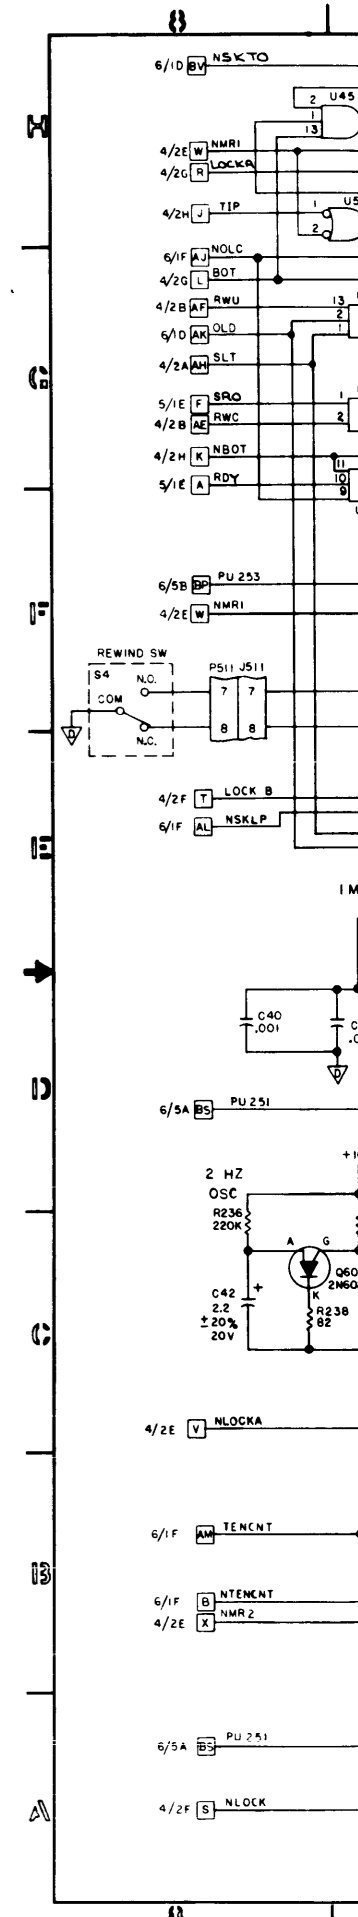 8
6/1D BV NSKTO
U45
2
1
13
H
4/2E W NMR1
4/2G R LOCKA
4/2H J TIP 1
2
6/1F AJ NOLC
4/2G L BOT
4/2B AF RWU 13
2
6/1D AK OLD 1
4/2A AH SLT
G
5/1E F SRO 1
4/2B AE RWC 2
4/2H K NBOT
11
5/1E A RDY 10
9
6/5B BP PU 253
F
4/2E W NMR1
REWIND SW
S4 N.O.
COM
N.C.
P511 J511
7 7
8 8
D
4/2F T LOCK B
6/1F AL NSKLP
E
1 M
C40
.001
D
D
6/5A BS PU 251
2 HZ
OSC
R236
220K
A G
K
C42 +
2.2
±20%
20V
R238
82
C
4/2E V NLOCKA
6/1F AM TENCNT
B
6/1F B NTENCNT
4/2E X NMR2
6/5A BS PU 251
4/2F S NLOCK
A